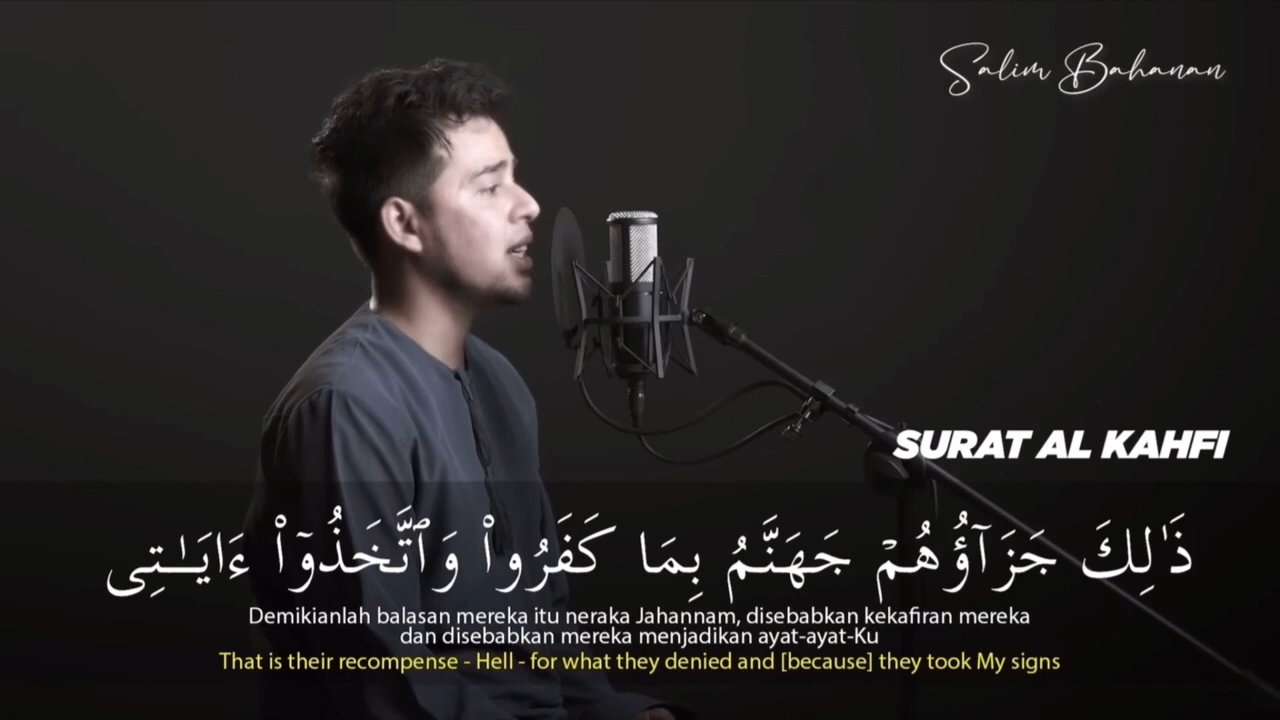 Salim Bahanan
SURAT AL KAHFI
ذَٰلِكَ جَزَآؤُهُمْ جَهَنَّمُ بِمَا كَفَرُوا۟ وَٱتَّخَذُوٓا۟ ءَايَـٰتِى
Demikianlah balasan mereka itu neraka Jahannam, disebabkan kekafiran mereka
dan disebabkan mereka menjadikan ayat-ayat-Ku
That is their recompense - Hell - for what they denied and [because] they took My signs